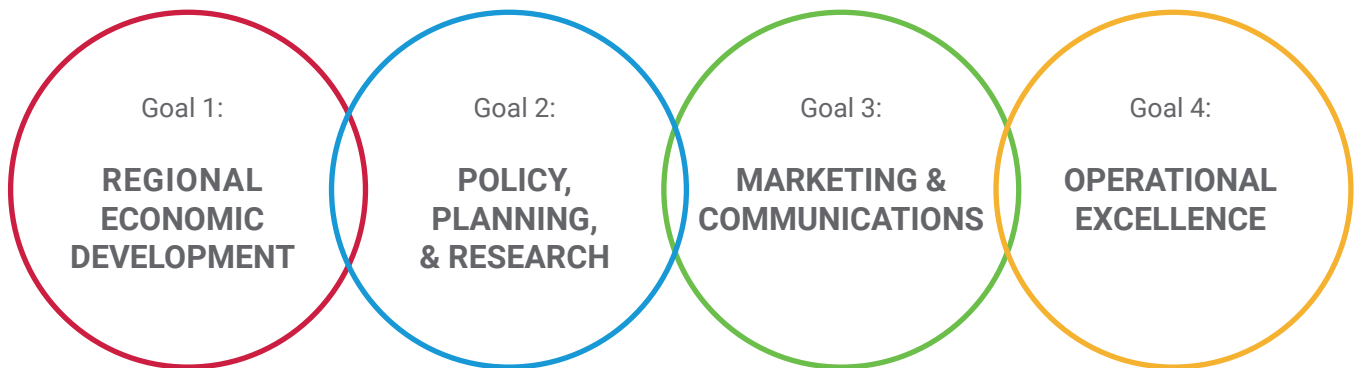 Goal 1:
REGIONAL
ECONOMIC
DEVELOPMENT
Goal 2:
POLICY,
PLANNING,
& RESEARCH
Goal 3:
MARKETING &
COMMUNICATIONS
Goal 4:
OPERATIONAL
EXCELLENCE